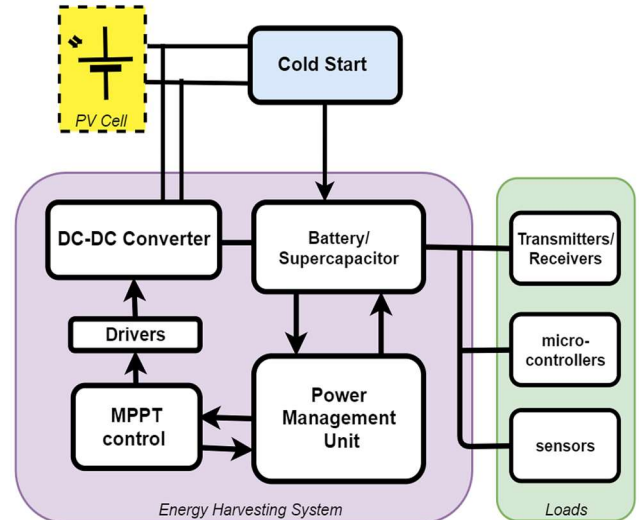 Cold Start
PV Cell
DC-DC Converter
Battery/
Supercapacitor
Transmitters/
Receivers
Drivers
micro-
controllers
MPPT
control
Power
Management
Unit
sensors
Energy Harvesting System
Loads